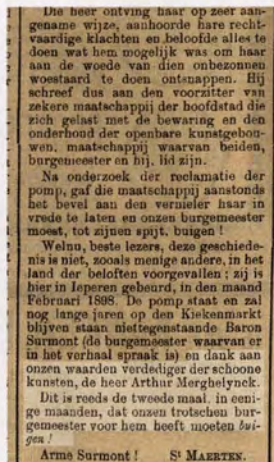 Die heer ontving haar op zeer aan-
gename wijze, aanhoorde hare recht-
vaardige klachten en beloofde alles te
doen wat hem mogelijk was om haar
aan de woede van dien onbezonnen
woestaard te doen ontsnappen. Hij
schreef dus aan den voorzitter van
zekere maatschappij der hoofdstad die
zich gelast met de bewaring en den
onderhoud der openbare kunstgebou-
wen, maatschappij waarvan beiden,
burgemeester en hij, lid zijn.
Na onderzoek der reclamatie der
pomp, gaf die maatschappij aanstonds
het bevel aan den vernieler haar in
vrede te laten en onzen burgemeester
moest, tot zijnen spijt, buigen !
Welnu, beste lezers, deze geschiede-
nis is niet, zooals menige andere, in het
land der beloften voorgevallen ; zij is
hier in Ieperen gebeurd, in den maand
Februari 1898. De pomp staat en zal
nog lange jaren op den Kiekenmarkt
blijven staan niettegenstaande Baron
Surmont (de burgemeester waarvan er
in het verhaal spraak is) en dank aan
onzen waarden verdediger der schoone
kunsten, de heer Arthur Merghelynck.
Dit is reeds de tweede maal, in eeni-
ge maanden, dat onzen trotschen bur-
gemeester voor hem heeft moeten bui-
gen !
Arme Surmont ! St MAERTEN.